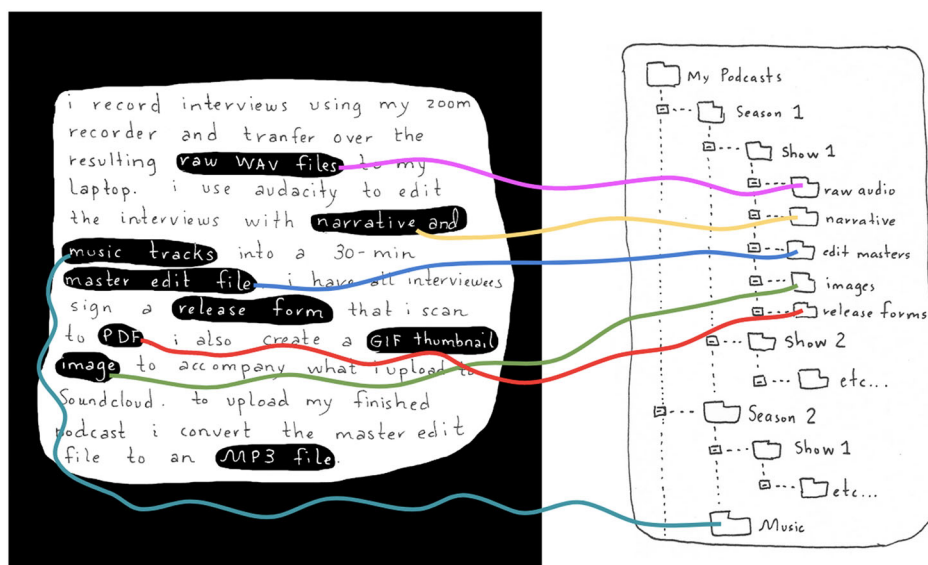 i record interviews using my zoom
recorder and tranfer over the
resulting raw WAV files to my
laptop. i use audacity to edit
the interviews with narrative and
music tracks into a 30-min
master edit file. i have all interviewees
sign a release form that i scan
to PDF. i also create a GIF thumbnail
image to accompany what i upload to
Soundcloud. to upload my finished
podcast i convert the master edit
file to an MP3 file.
My Podcasts
Season 1
Show 1
raw audio
narrative
edit masters
images
release forms
Show 2
etc...
Season 2
Show 1
etc...
Music